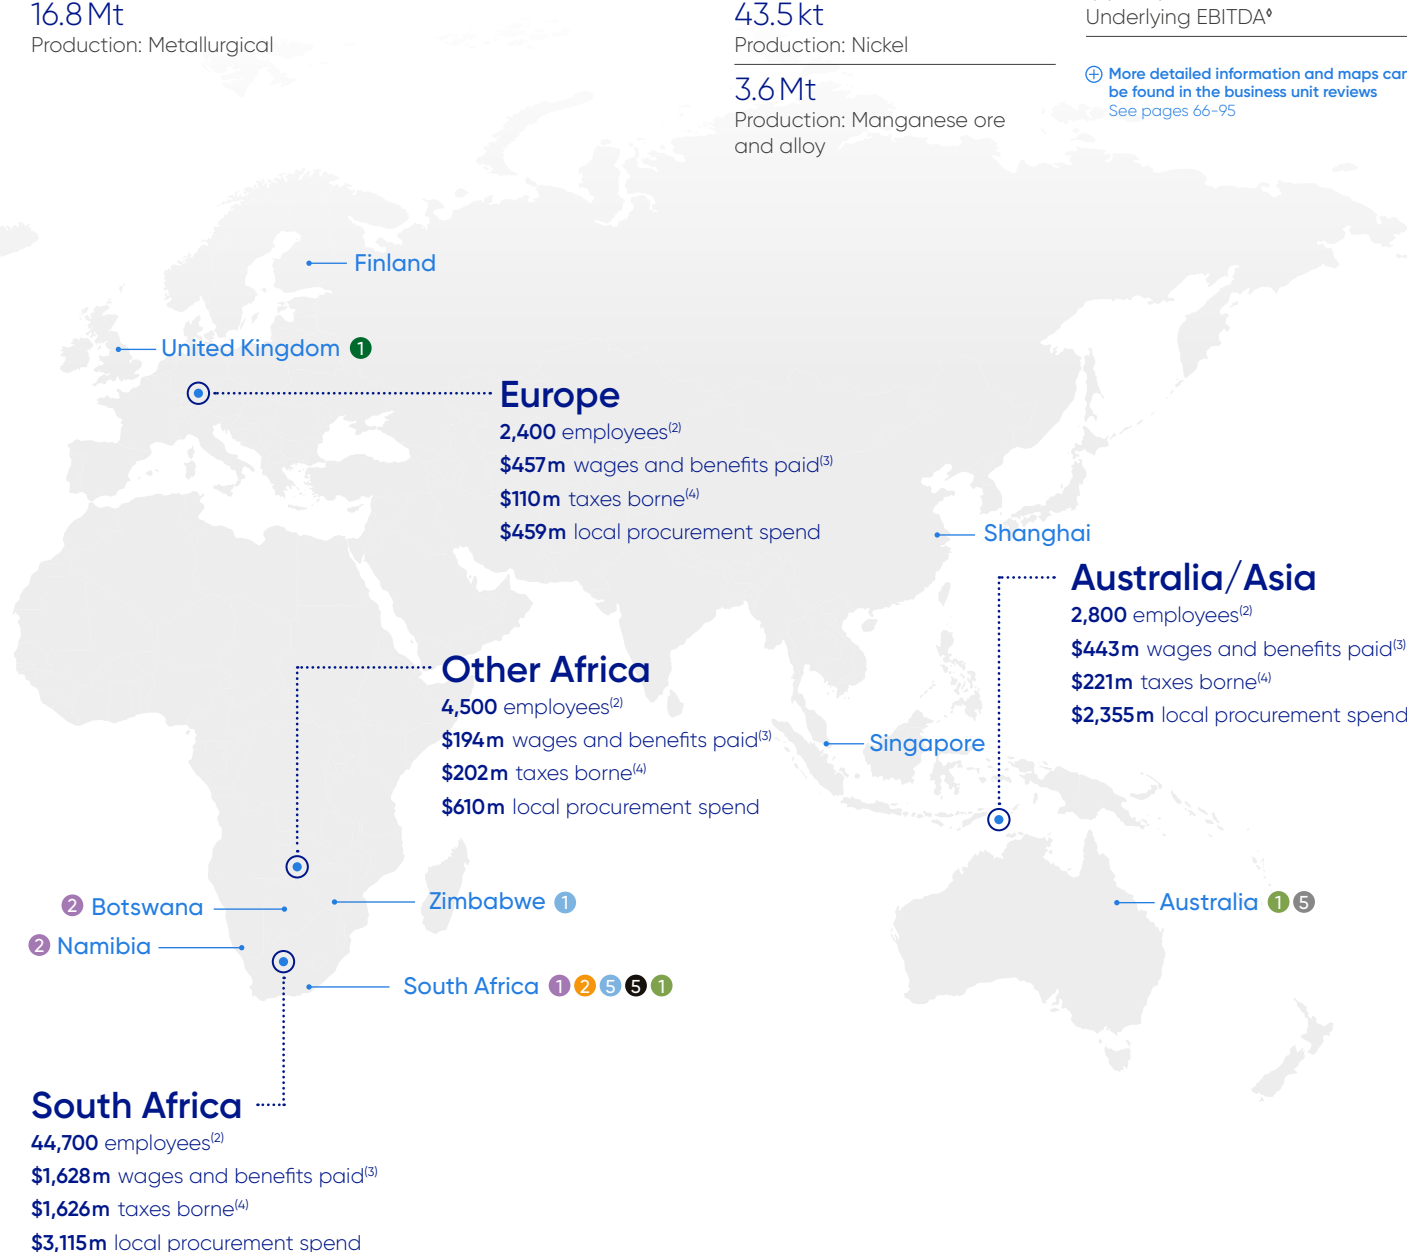 16.8 Mt
Production: Metallurgical
43.5 kt
Production: Nickel
3.6 Mt
Production: Manganese ore
and alloy
Underlying EBITDA◊
More detailed information and maps can
be found in the business unit reviews
See pages 66-95
Finland
United Kingdom 1
Europe
2,400 employees(2)
$457m wages and benefits paid(3)
$110m taxes borne(4)
$459m local procurement spend
Shanghai
Australia/Asia
2,800 employees(2)
$443m wages and benefits paid(3)
$221m taxes borne(4)
$2,355m local procurement spend
Other Africa
4,500 employees(2)
$194m wages and benefits paid(3)
$202m taxes borne(4)
$610m local procurement spend
Singapore
2 Botswana
Zimbabwe 1
Australia 1 5
2 Namibia
South Africa 1 2 5 5 1
South Africa
44,700 employees(2)
$1,628m wages and benefits paid(3)
$1,626m taxes borne(4)
$3,115m local procurement spend